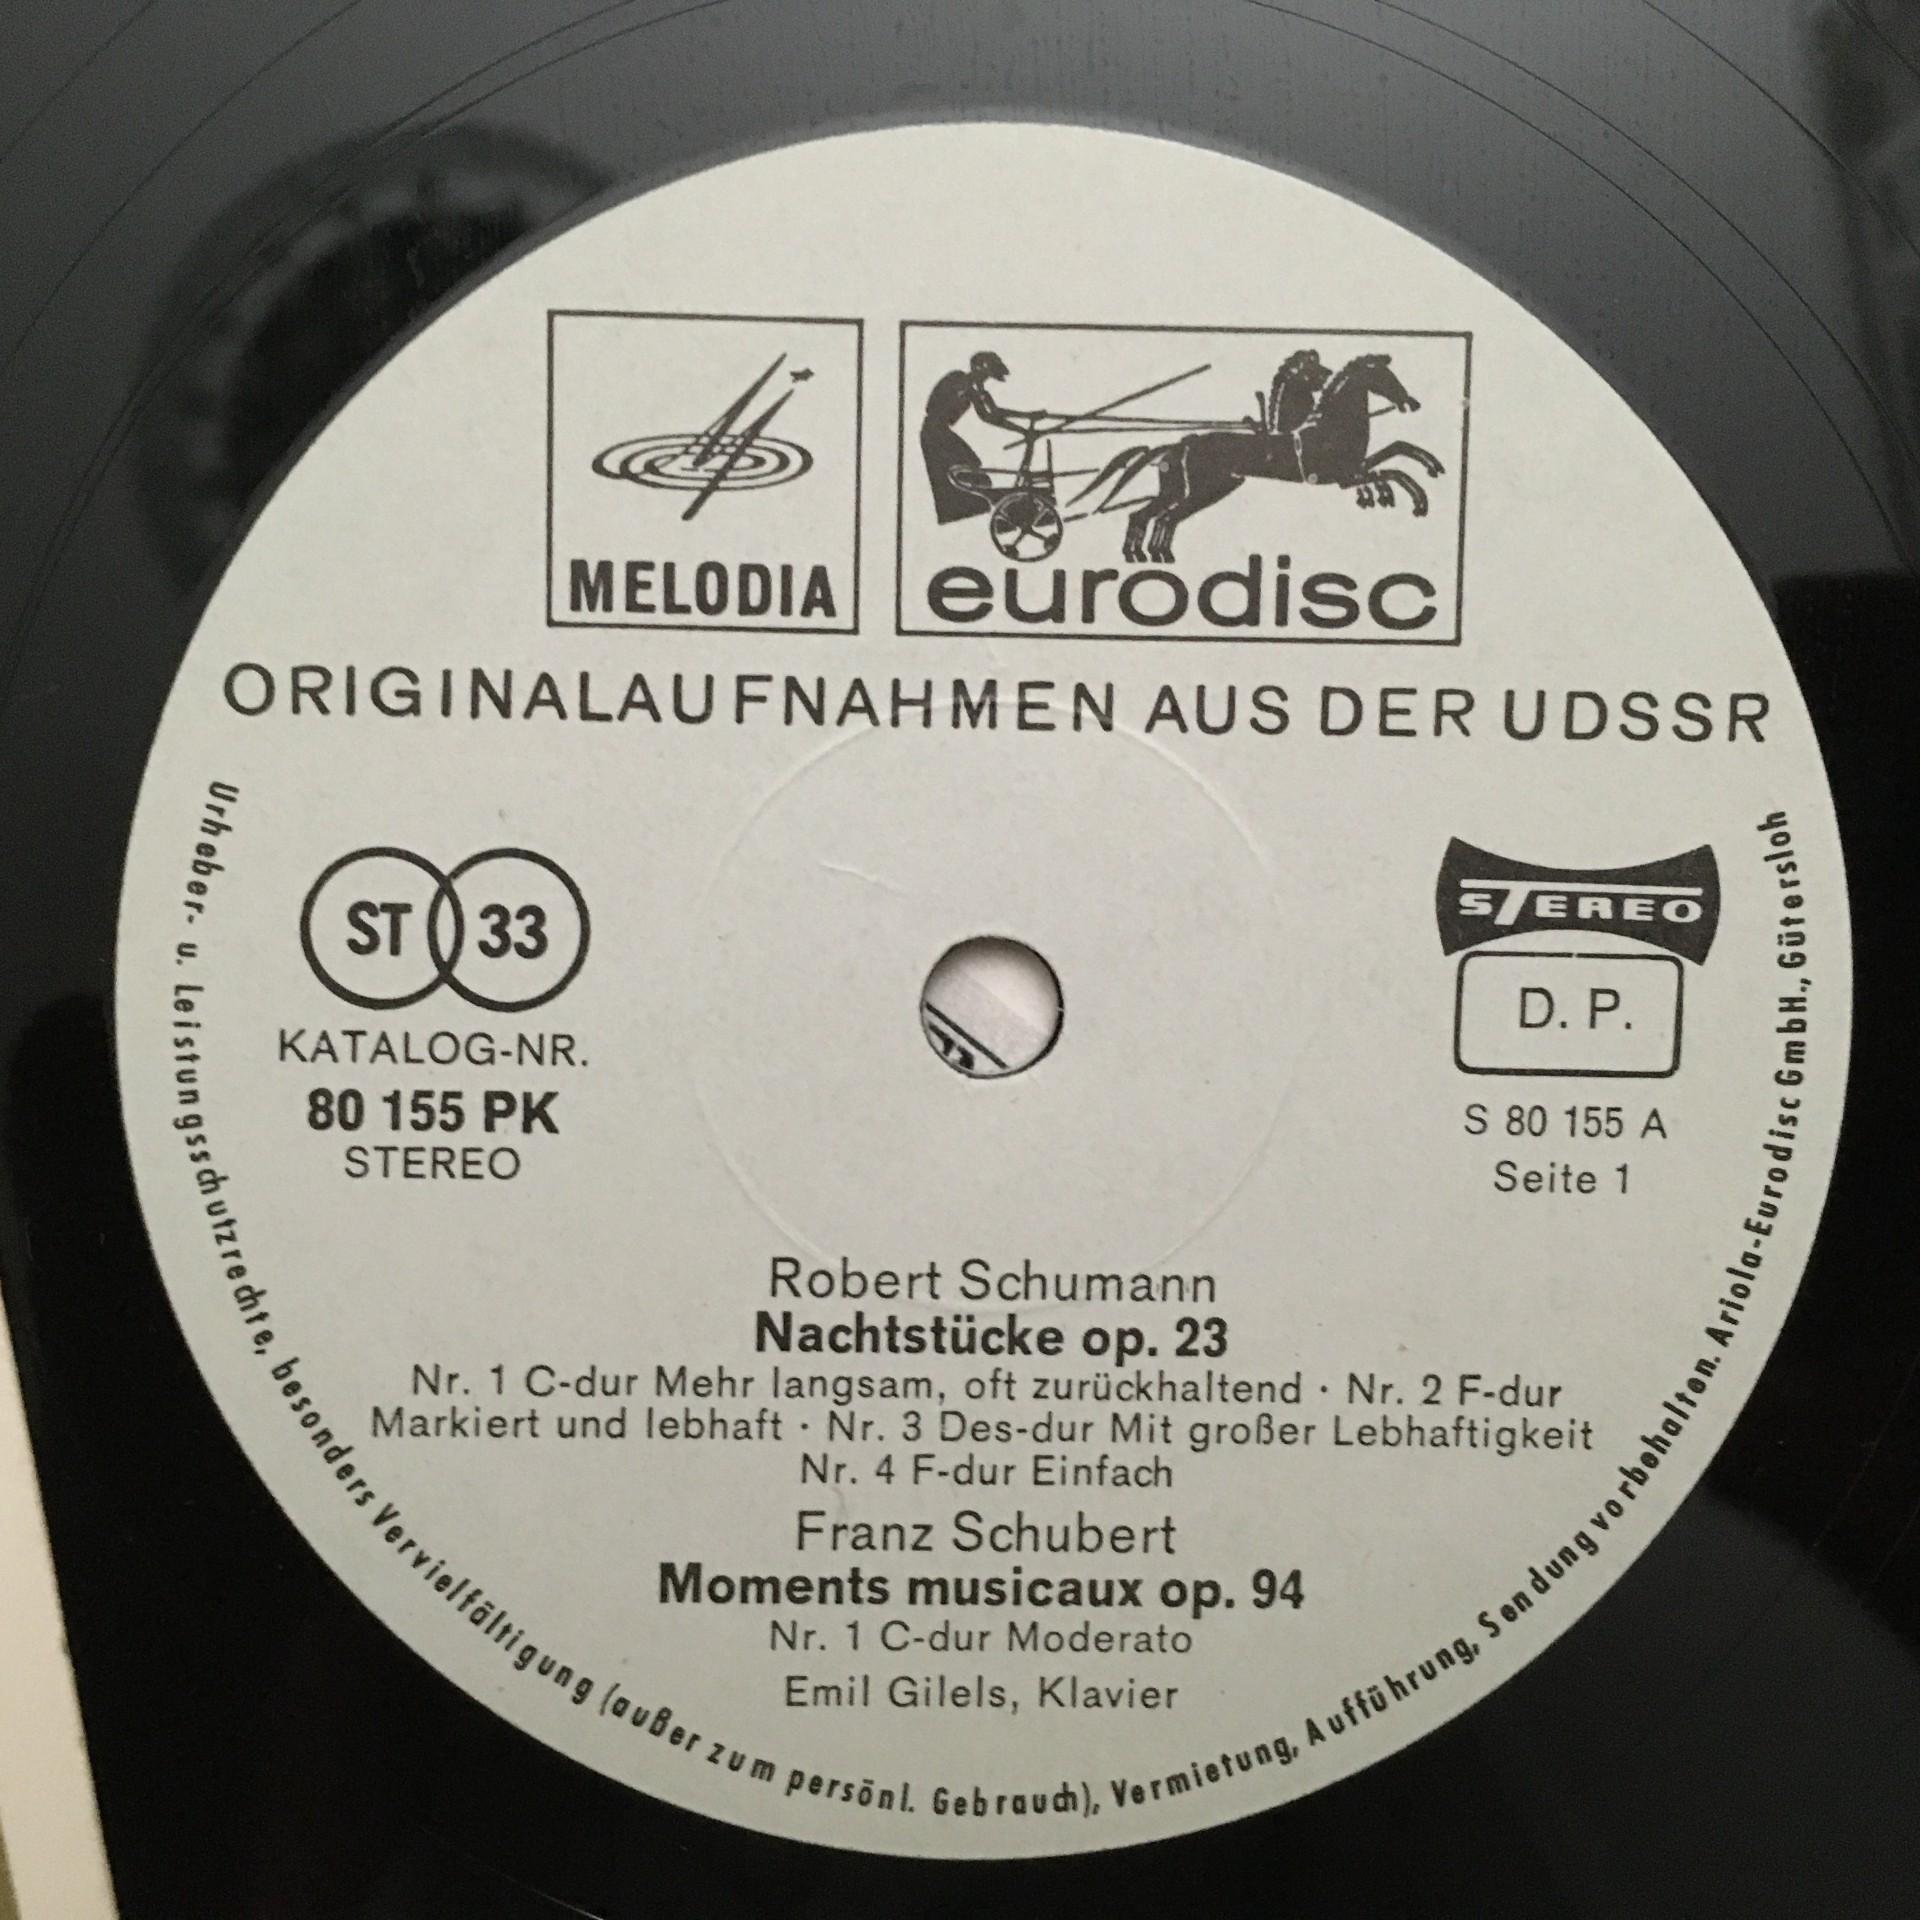 MELODIA
eurodisc
ORIGINALAUFNAHMEN AUS DER UDSSR
ST 33
KATALOG-NR.
80 155 PK
STEREO
STEREO
D. P.
S 80 155 A
Seite 1
Robert Schumann
Nachtstücke op. 23
Nr. 1 C-dur Mehr langsam, oft zurückhaltend · Nr. 2 F-dur
Markiert und lebhaft · Nr. 3 Des-dur Mit großer Lebhaftigkeit
Nr. 4 F-dur Einfach
Franz Schubert
Moments musicaux op. 94
Nr. 1 C-dur Moderato
Emil Gilels, Klavier
Urheber- u. Leistungsschutzrechte, besonders Vervielfältigung (außer zum persönl. Gebrauch), Vermietung, Aufführung, Sendung vorbehalten. Ariola-Eurodisc GmbH., Gütersloh